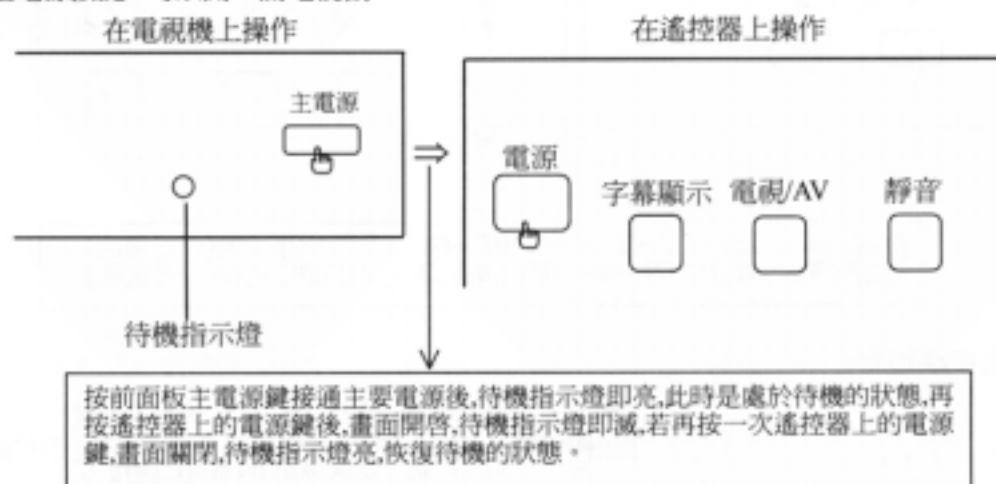 在電視機上操作
在遙控器上操作
主電源
電源
字幕顯示 電視/AV 靜音
待機指示燈
按前面板主電源鍵接通主要電源後,待機指示燈即亮,此時是處於待機的狀態,再
按遙控器上的電源鍵後,畫面開啓,待機指示燈即滅,若再按一次遙控器上的電源
鍵,畫面關閉,待機指示燈亮,恢復待機的狀態。